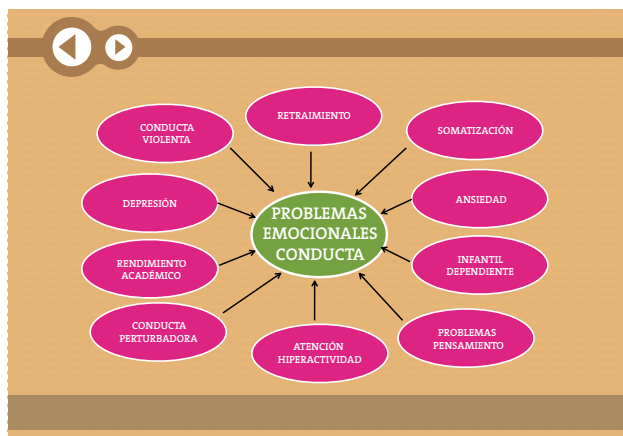 RETRAIMIENTO
CONDUCTA
VIOLENTA
SOMATIZACIÓN
DEPRESIÓN
ANSIEDAD
PROBLEMAS
EMOCIONALES
CONDUCTA
RENDIMIENTO
ACADÉMICO
INFANTIL
DEPENDIENTE
CONDUCTA
PERTURBADORA
ATENCIÓN
HIPERACTIVIDAD
PROBLEMAS
PENSAMIENTO